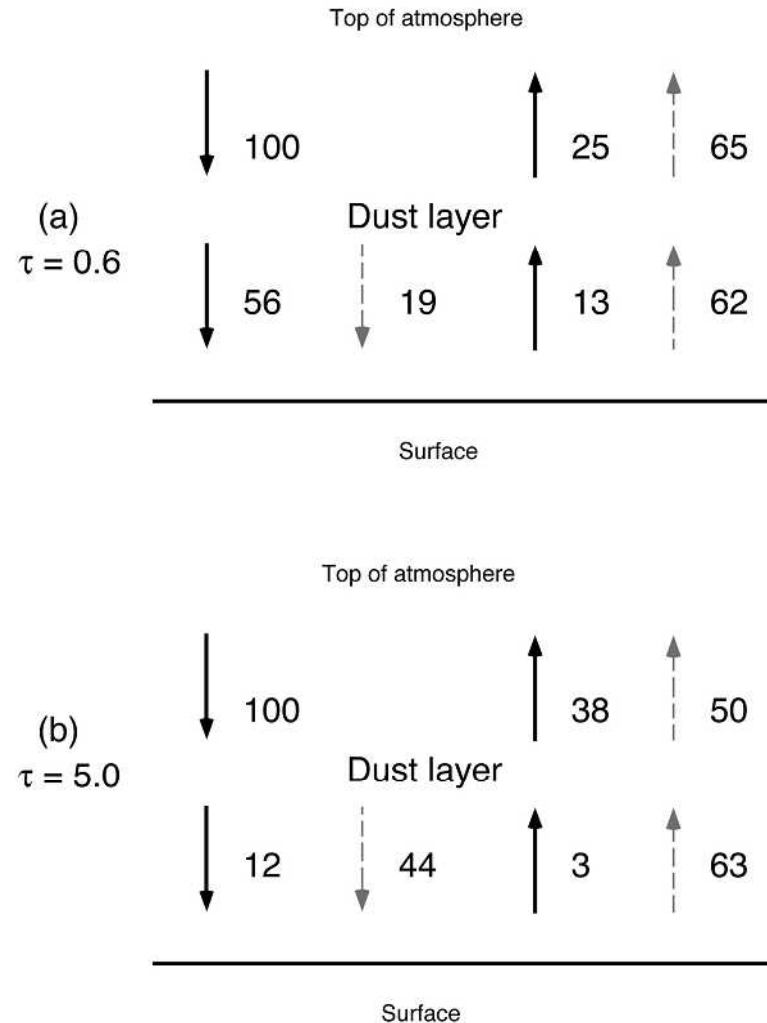 Top of atmosphere
100 25 65
(a)
Dust layer
τ = 0.6
56 19 13 62
Surface
Top of atmosphere
100 38 50
(b)
Dust layer
τ = 5.0
12 44 3 63
Surface